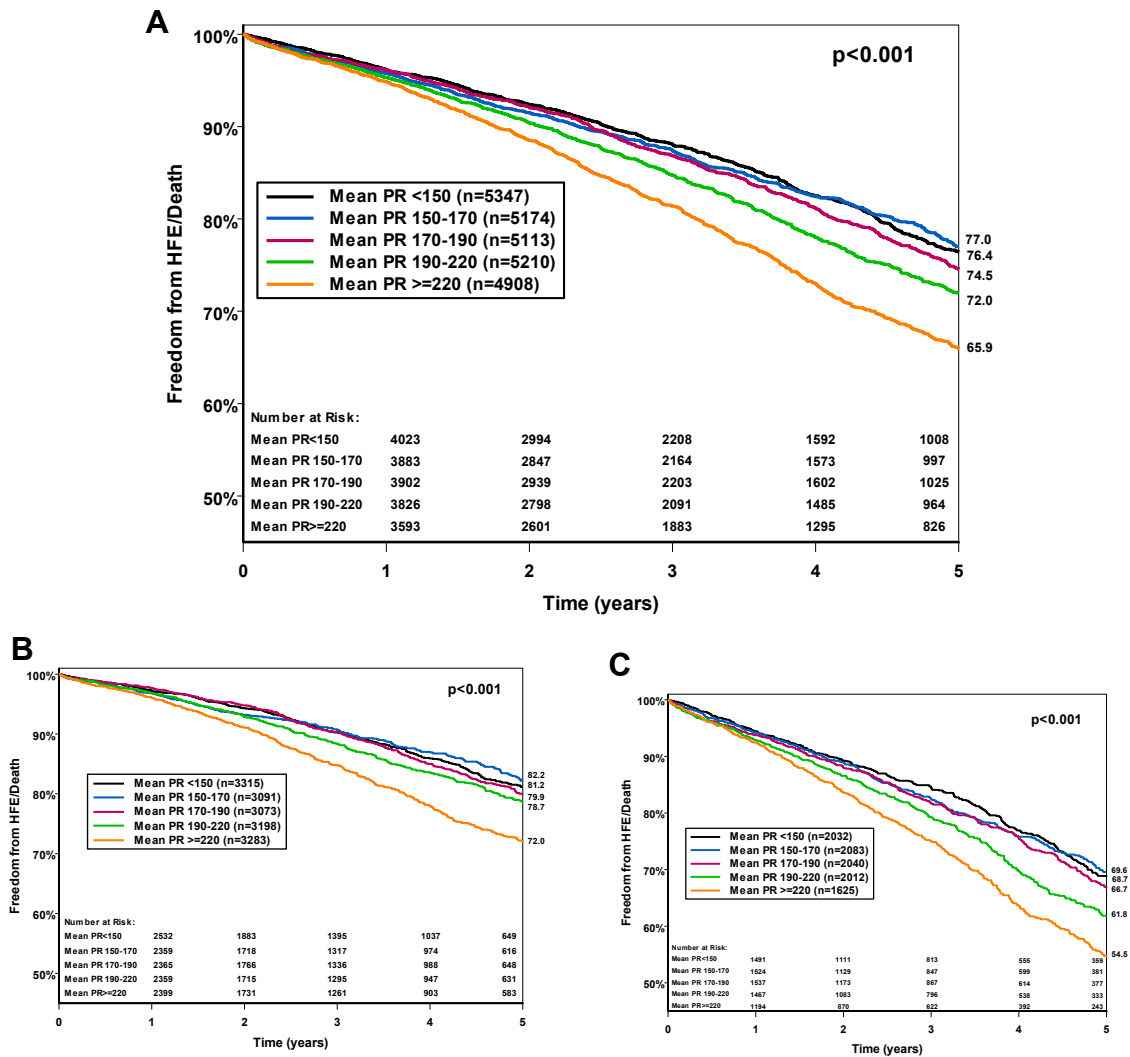 A
100%
90%
80%
70%
60%
50%
Freedom from HFE/Death
p<0.001
Mean PR <150 (n=5347)
Mean PR 150-170 (n=5174)
Mean PR 170-190 (n=5113)
Mean PR 190-220 (n=5210)
Mean PR >=220 (n=4908)
77.0
76.4
74.5
72.0
65.9
Number at Risk:
Mean PR<150 4023 2994 2208 1592 1008
Mean PR 150-170 3883 2847 2164 1573 997
Mean PR 170-190 3902 2939 2203 1602 1025
Mean PR 190-220 3826 2798 2091 1485 964
Mean PR>=220 3593 2601 1883 1295 826
0 1 2 3 4 5
Time (years)
B
100%
90%
80%
70%
60%
50%
Freedom from HFE/Death
p<0.001
Mean PR <150 (n=3315)
Mean PR 150-170 (n=3091)
Mean PR 170-190 (n=3073)
Mean PR 190-220 (n=3198)
Mean PR >=220 (n=3283)
82.2
81.2
79.9
78.7
72.0
Number at Risk:
Mean PR<150 2532 1883 1395 1037 649
Mean PR 150-170 2359 1718 1317 974 616
Mean PR 170-190 2365 1766 1336 988 648
Mean PR 190-220 2359 1715 1295 947 631
Mean PR>=220 2399 1731 1261 903 583
0 1 2 3 4 5
Time (years)
C
100%
90%
80%
70%
60%
50%
Freedom from HFE/Death
p<0.001
Mean PR <150 (n=2032)
Mean PR 150-170 (n=2083)
Mean PR 170-190 (n=2040)
Mean PR 190-220 (n=2012)
Mean PR >=220 (n=1625)
69.6
68.7
66.7
61.8
54.5
Number at Risk:
Mean PR<150 1491 1111 813 555 359
Mean PR 150-170 1524 1129 847 599 381
Mean PR 170-190 1537 1173 867 614 377
Mean PR 190-220 1467 1083 796 538 333
Mean PR>=220 1194 870 622 392 243
0 1 2 3 4 5
Time (years)